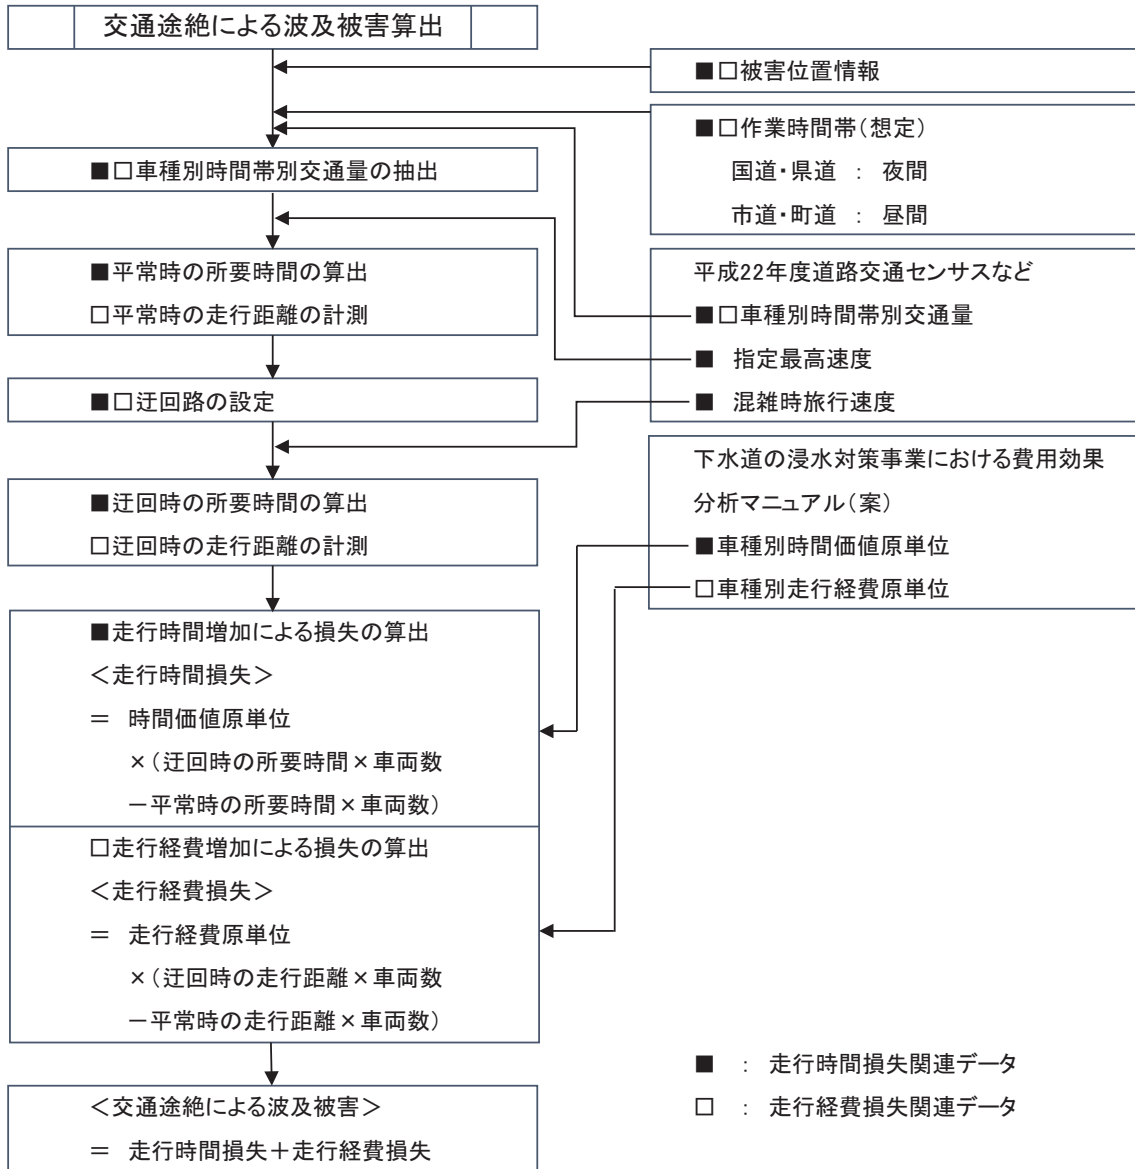 交通途絶による波及被害算出
■□被害位置情報
■□作業時間帯（想定）
国道・県道 ： 夜間
市道・町道 ： 昼間
■□車種別時間帯別交通量の抽出
■平常時の所要時間の算出
□平常時の走行距離の計測
平成22年度道路交通センサスなど
■□車種別時間帯別交通量
■ 指定最高速度
■ 混雑時旅行速度
■□迂回路の設定
下水道の浸水対策事業における費用効果
分析マニュアル（案）
■車種別時間価値原単位
□車種別走行経費原単位
■迂回時の所要時間の算出
□迂回時の走行距離の計測
■走行時間増加による損失の算出
＜走行時間損失＞
＝ 時間価値原単位
×（迂回時の所要時間×車両数
－平常時の所要時間×車両数）
□走行経費増加による損失の算出
＜走行経費損失＞
＝ 走行経費原単位
×（迂回時の走行距離×車両数
－平常時の走行距離×車両数）
＜交通途絶による波及被害＞
＝ 走行時間損失＋走行経費損失
■ ： 走行時間損失関連データ
□ ： 走行経費損失関連データ